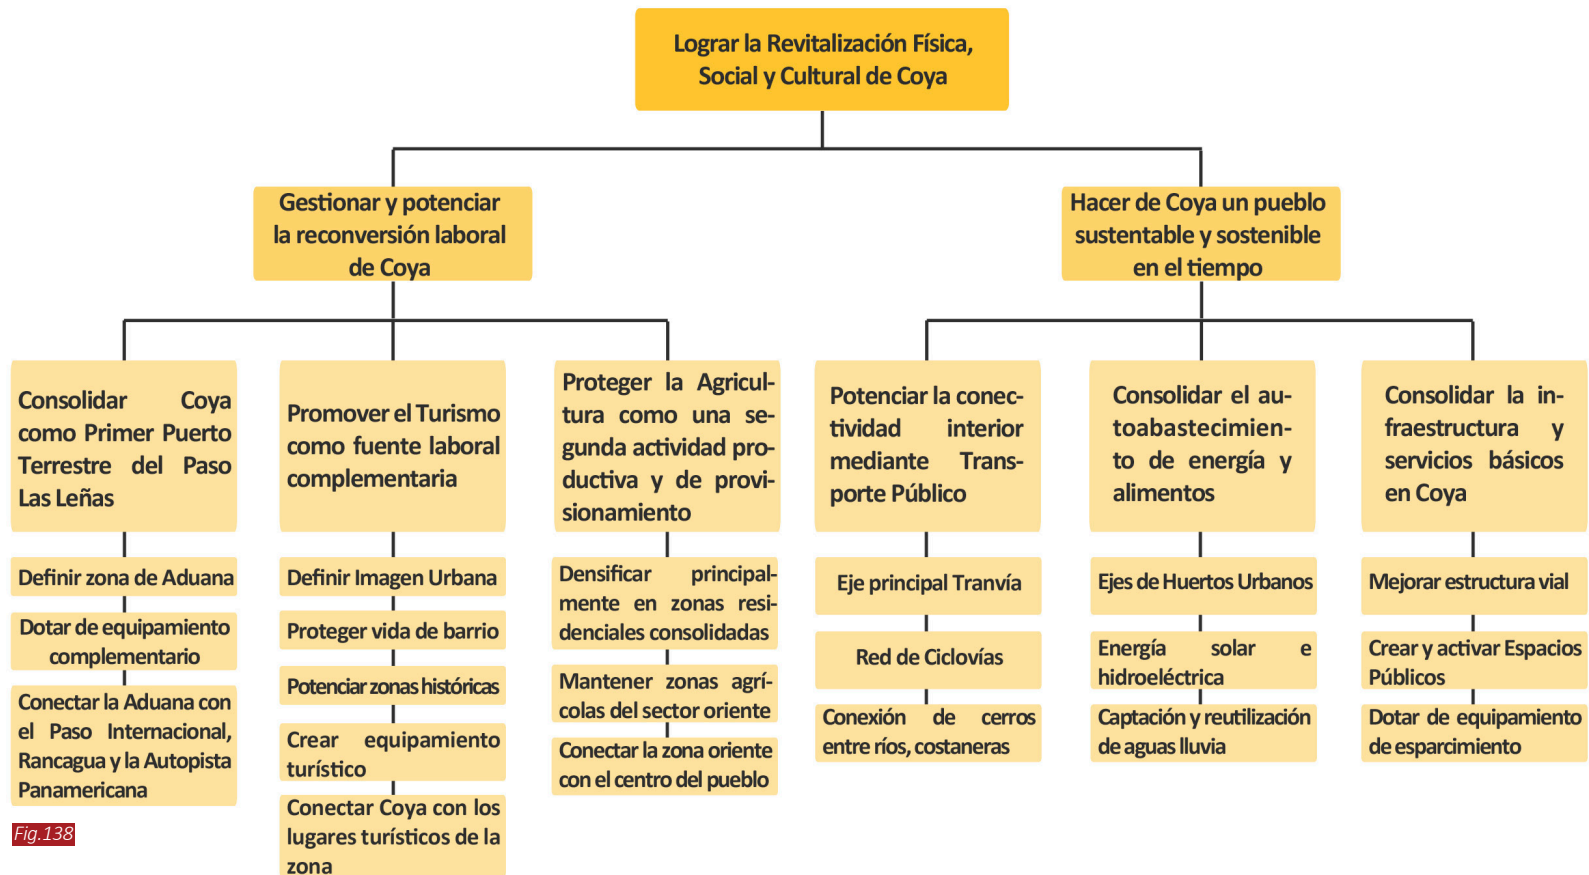 Lograr la Revitalización Física,
Social y Cultural de Coya
Gestionar y potenciar
la reconversión laboral
de Coya
Hacer de Coya un pueblo
sustentable y sostenible
en el tiempo
Consolidar Coya
como Primer Puerto
Terrestre del Paso
Las Leñas
Promover el Turismo
como fuente laboral
complementaria
Proteger la Agricul-
tura como una se-
gunda actividad pro-
ductiva y de provi-
sionamiento
Potenciar la conec-
tividad interior
mediante Trans-
porte Público
Consolidar el au-
toabastecimien-
to de energía y
alimentos
Consolidar la in-
fraestructura y
servicios básicos
en Coya
Definir zona de Aduana
Dotar de equipamiento
complementario
Conectar la Aduana con
el Paso Internacional,
Rancagua y la Autopista
Panamericana
Definir Imagen Urbana
Proteger vida de barrio
Potenciar zonas históricas
Crear equipamiento
turístico
Conectar Coya con los
lugares turísticos de la
zona
Densificar principal-
mente en zonas resi-
denciales consolidadas
Mantener zonas agrí-
colas del sector oriente
Conectar la zona oriente
con el centro del pueblo
Eje principal Tranvía
Red de Ciclovías
Conexión de cerros
entre ríos, costaneras
Ejes de Huertos Urbanos
Energía solar e
hidroeléctrica
Captación y reutilización
de aguas lluvia
Mejorar estructura vial
Crear y activar Espacios
Públicos
Dotar de equipamiento
de esparcimiento
Fig.138